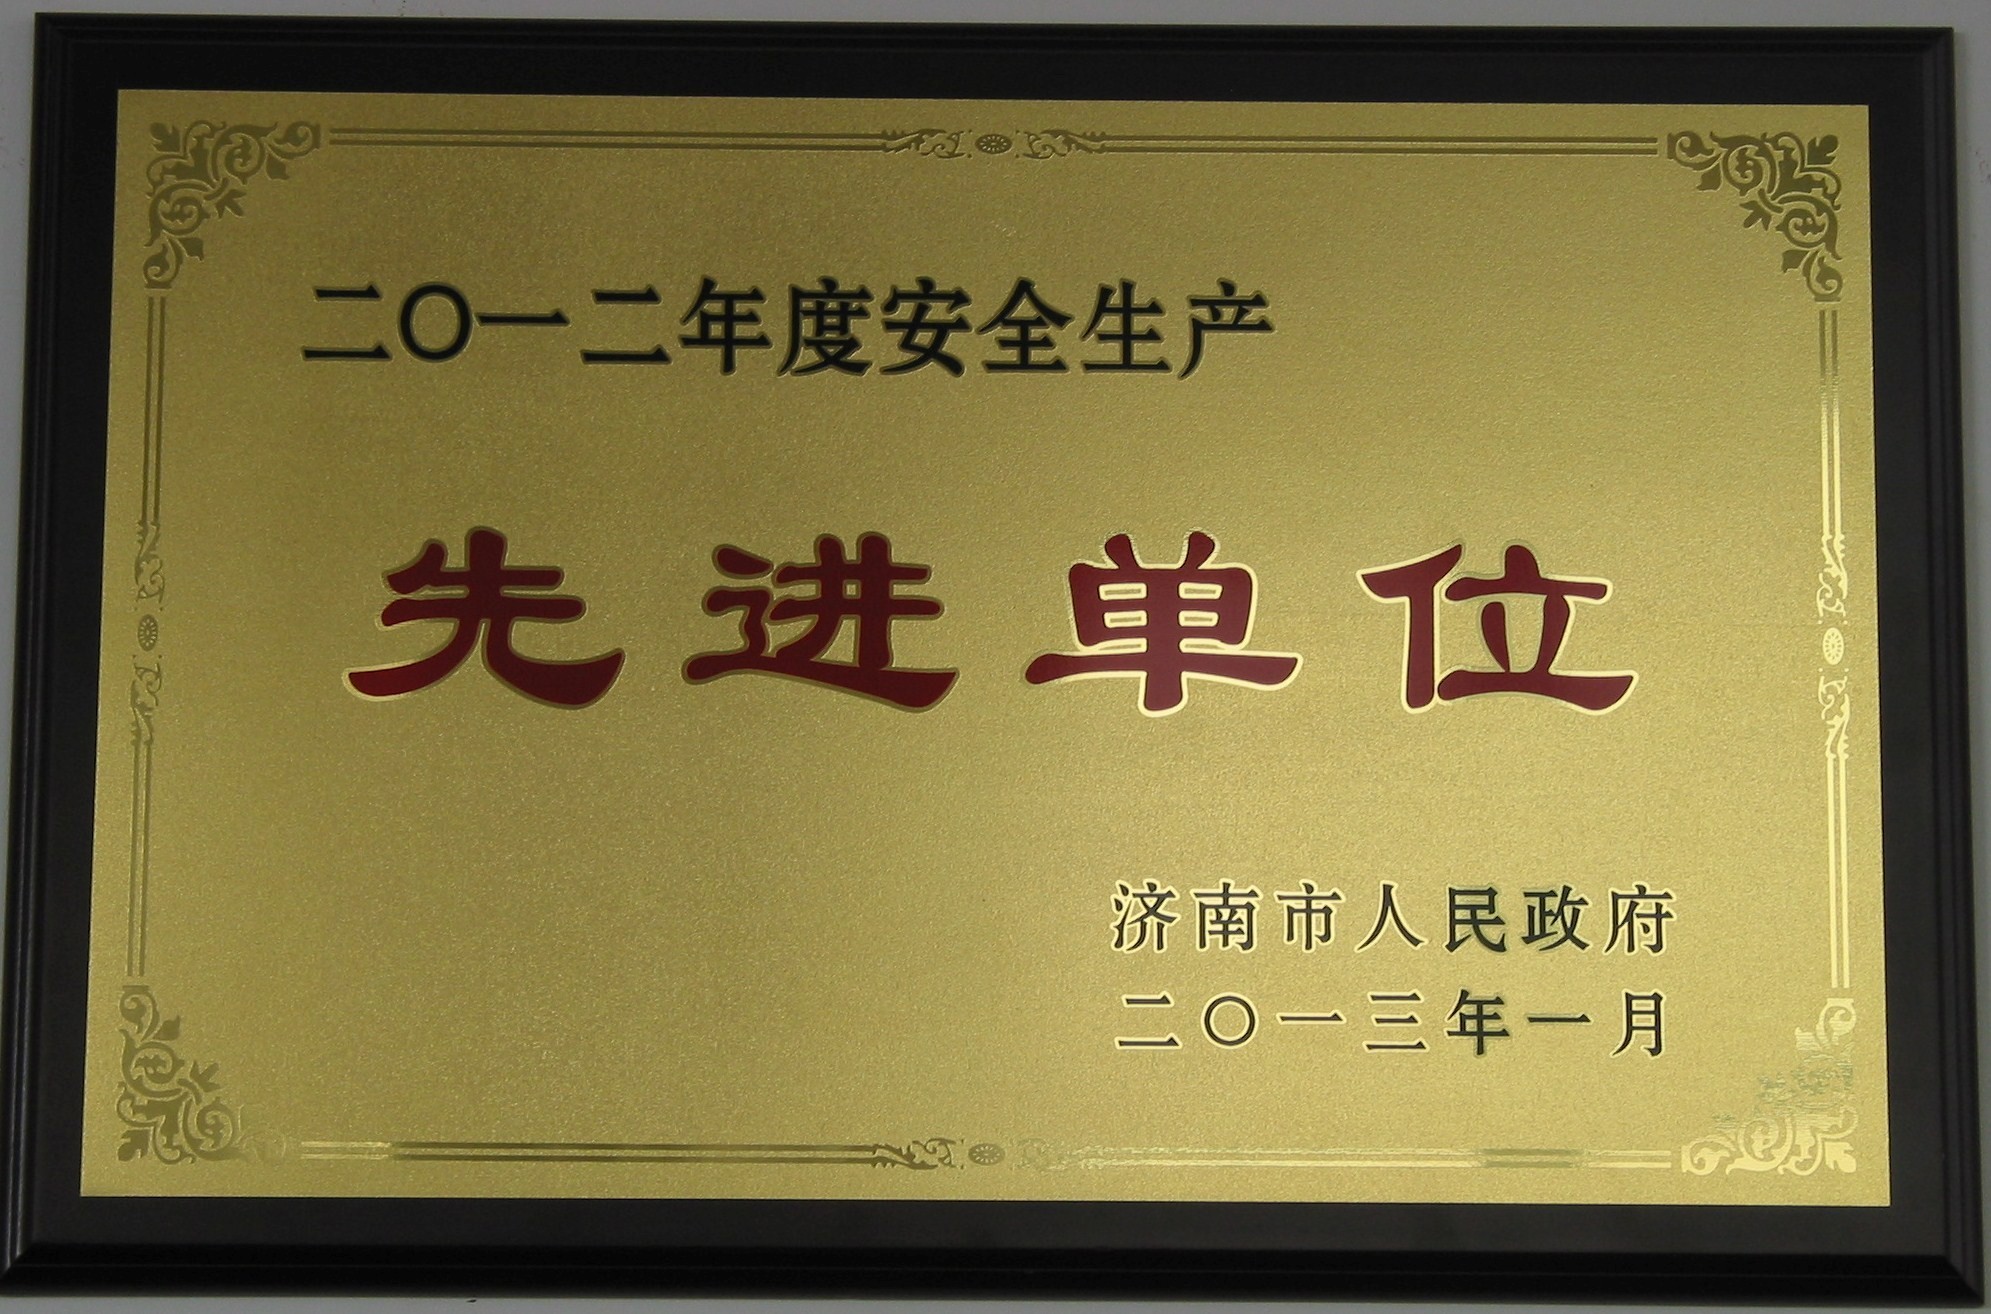 二〇一二年度安全生产
先进单位
济南市人民政府
二〇一三年一月